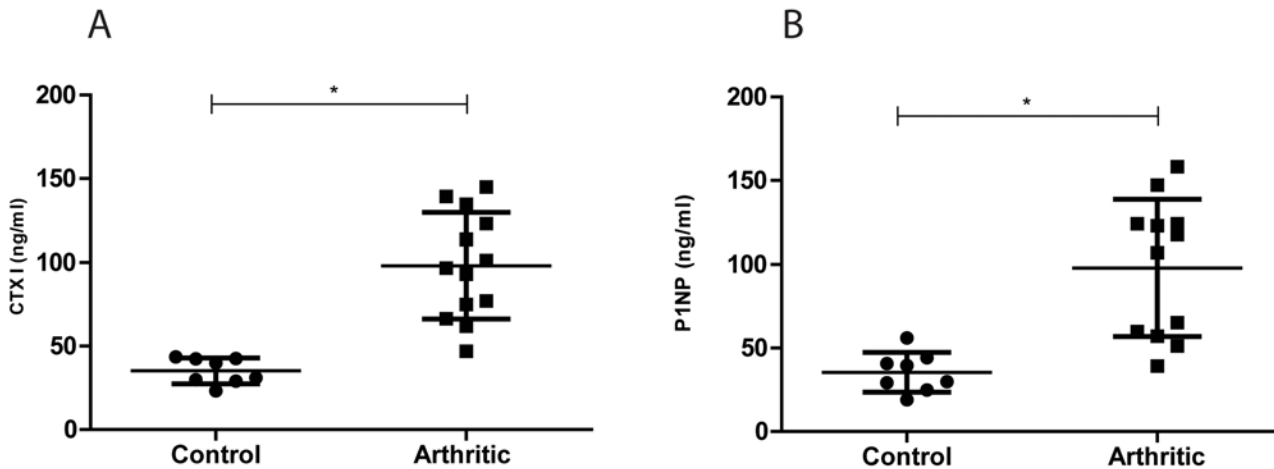 A
CTX I (ng/ml)
200
150
100
50
0
*
Control
Arthritic
B
P1NP (ng/ml)
200
150
100
50
0
*
Control
Arthritic